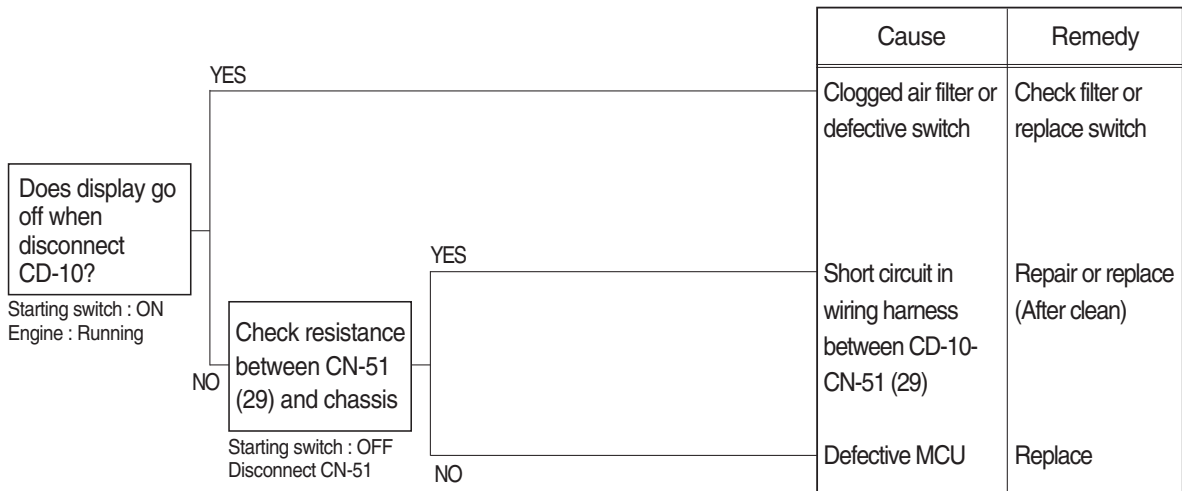 Cause
Remedy
YES
Clogged air filter or
defective switch
Check filter or
replace switch
Does display go
off when
disconnect
CD-10?
Starting switch : ON
Engine : Running
YES
Short circuit in
wiring harness
between CD-10-
CN-51 (29)
Repair or replace
(After clean)
NO
Check resistance
between CN-51
(29) and chassis
Starting switch : OFF
Disconnect CN-51
NO
Defective MCU
Replace